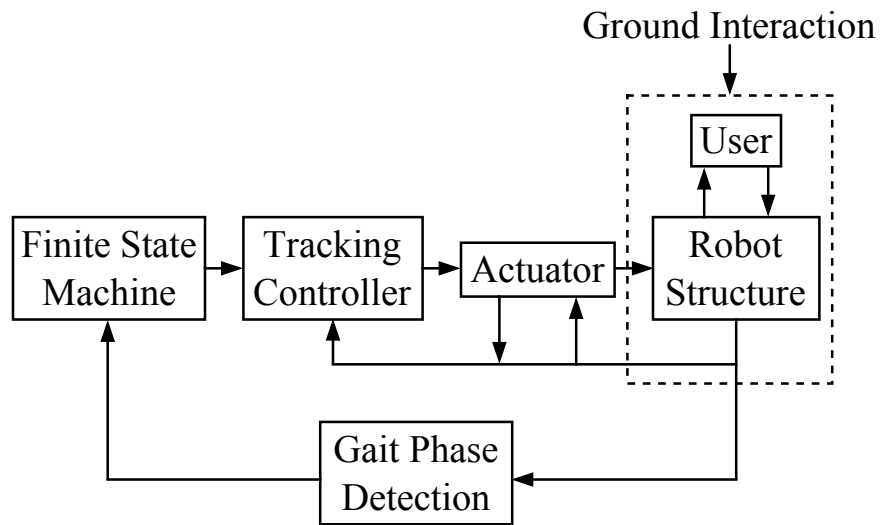 Ground Interaction
User
Finite State
Machine
Tracking
Controller
Actuator
Robot
Structure
Gait Phase
Detection